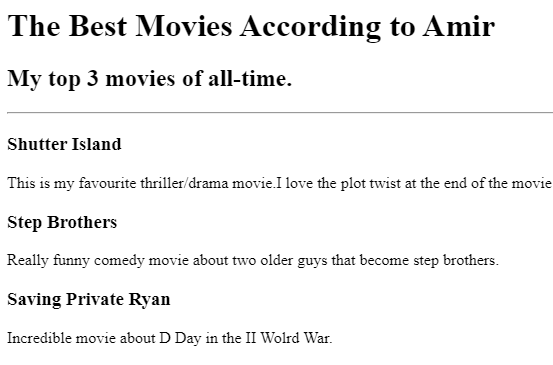 The Best Movies According to Amir
My top 3 movies of all-time.
Shutter Island
This is my favourite thriller/drama movie.I love the plot twist at the end of the movie
Step Brothers
Really funny comedy movie about two older guys that become step brothers.
Saving Private Ryan
Incredible movie about D Day in the II Wolrd War.